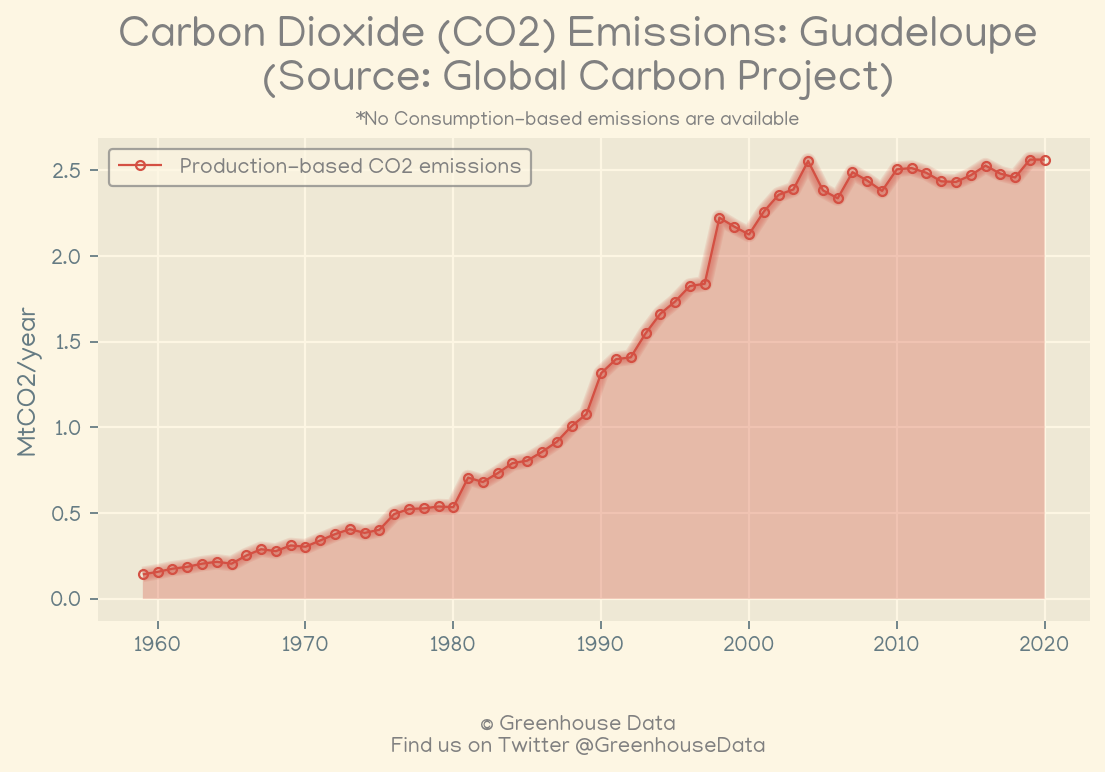 Carbon Dioxide (CO2) Emissions: Guadeloupe
(Source: Global Carbon Project)
*No Consumption-based emissions are available
Production-based CO2 emissions
MtCO2/year
2.5
2.0
1.5
1.0
0.5
0.0
1960 1970 1980 1990 2000 2010 2020
© Greenhouse Data
Find us on Twitter @GreenhouseData